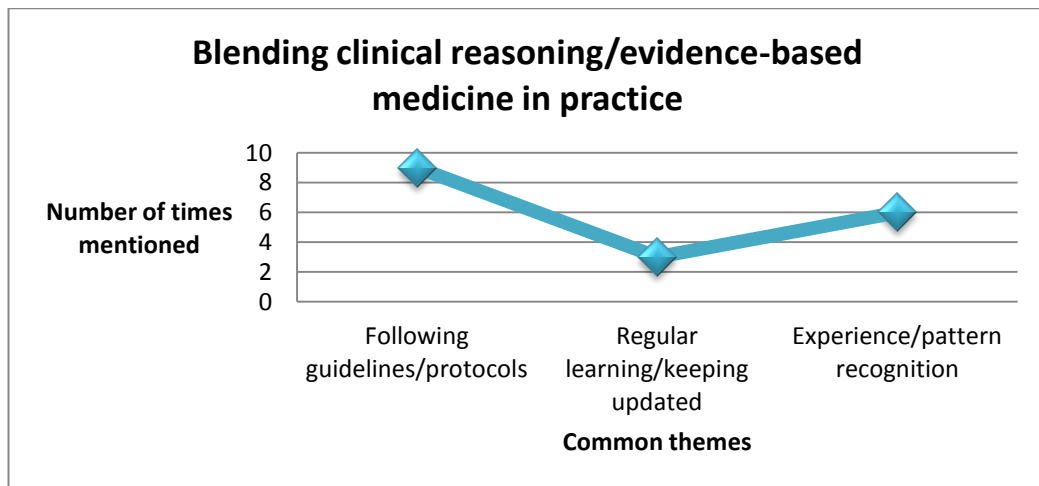 Blending clinical reasoning/evidence-based
medicine in practice
Number of times
mentioned
10
8
6
4
2
0
Following
guidelines/protocols
Regular
learning/keeping
updated
Experience/pattern
recognition
Common themes